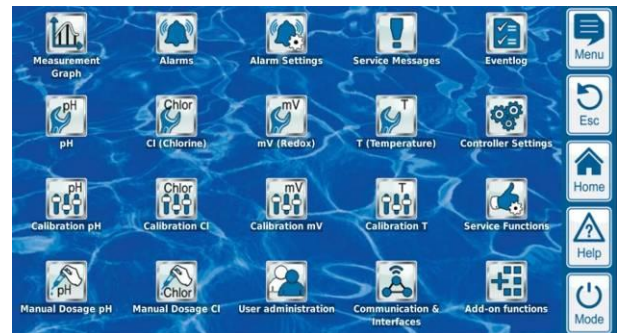 Measurement
Graph
Alarms
Alarm Settings
Service Messages
Eventlog
Menu
pH
pH
Chlor
Cl (Chlorine)
mV
mV (Redox)
T
T (Temperature)
Controller Settings
Esc
pH
Calibration pH
Chlor
Calibration Cl
mV
Calibration mV
T
Calibration T
Service Functions
Home
?
Help
pH
Manual Dosage pH
Chlor
Manual Dosage Cl
User administration
Communication &
Interfaces
Add-on functions
Mode